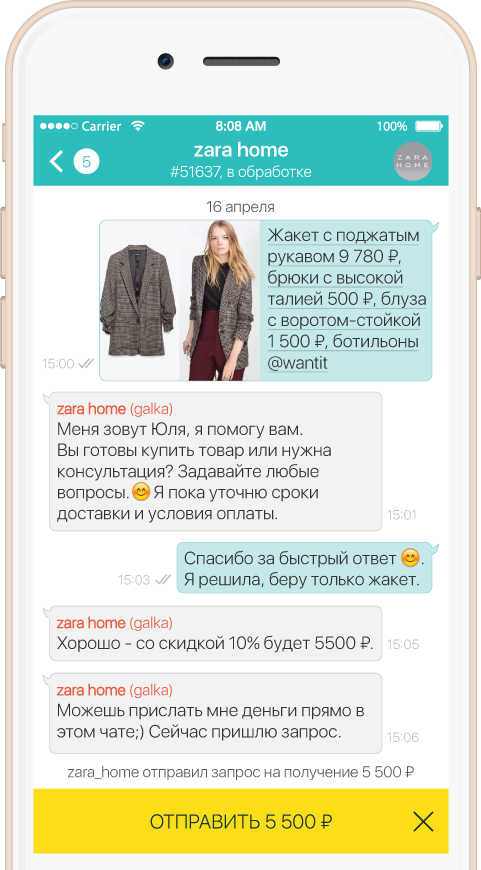 Carrier 8:08 AM 100%
5 zara home
#51637, в обработке
ZARA
HOME
16 апреля
Жакет с поджатым
рукавом 9 780 ₽,
брюки с высокой
талией 500 ₽, блуза
с воротом-стойкой
1 500 ₽, ботильоны
@wantit
15:00
zara home (galka)
Меня зовут Юля, я помогу вам.
Вы готовы купить товар или нужна
консультация? Задавайте любые
вопросы.😊 Я пока уточню сроки
доставки и условия оплаты.
15:01
Спасибо за быстрый ответ 😊.
Я решила, беру только жакет.
15:03
zara home (galka)
Хорошо - со скидкой 10% будет 5500 ₽.
15:05
zara home (galka)
Можешь прислать мне деньги прямо в
этом чате;) Сейчас пришлю запрос.
15:06
zara_home отправил запрос на получение 5 500 ₽
ОТПРАВИТЬ 5 500 ₽